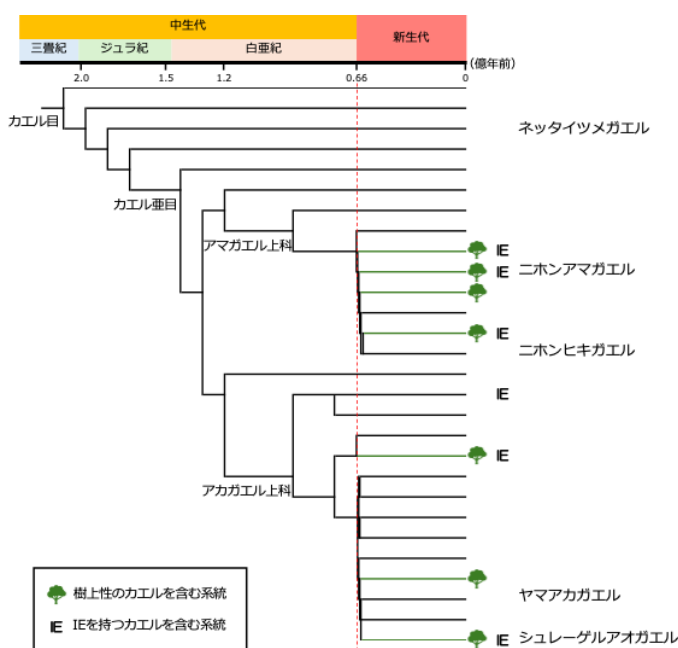 中生代
新生代
三畳紀
ジュラ紀
白亜紀
2.0
1.5
1.2
0.66
0
(億年前)
カエル目
ネッタイツメガエル
カエル亜目
アマガエル上科
IE
IE
ニホンアマガエル
IE
ニホンヒキガエル
IE
IE
アカガエル上科
樹上性のカエルを含む系統
ヤマアカガエル
IE IEを持つカエルを含む系統
IE
シュレーゲルアオガエル